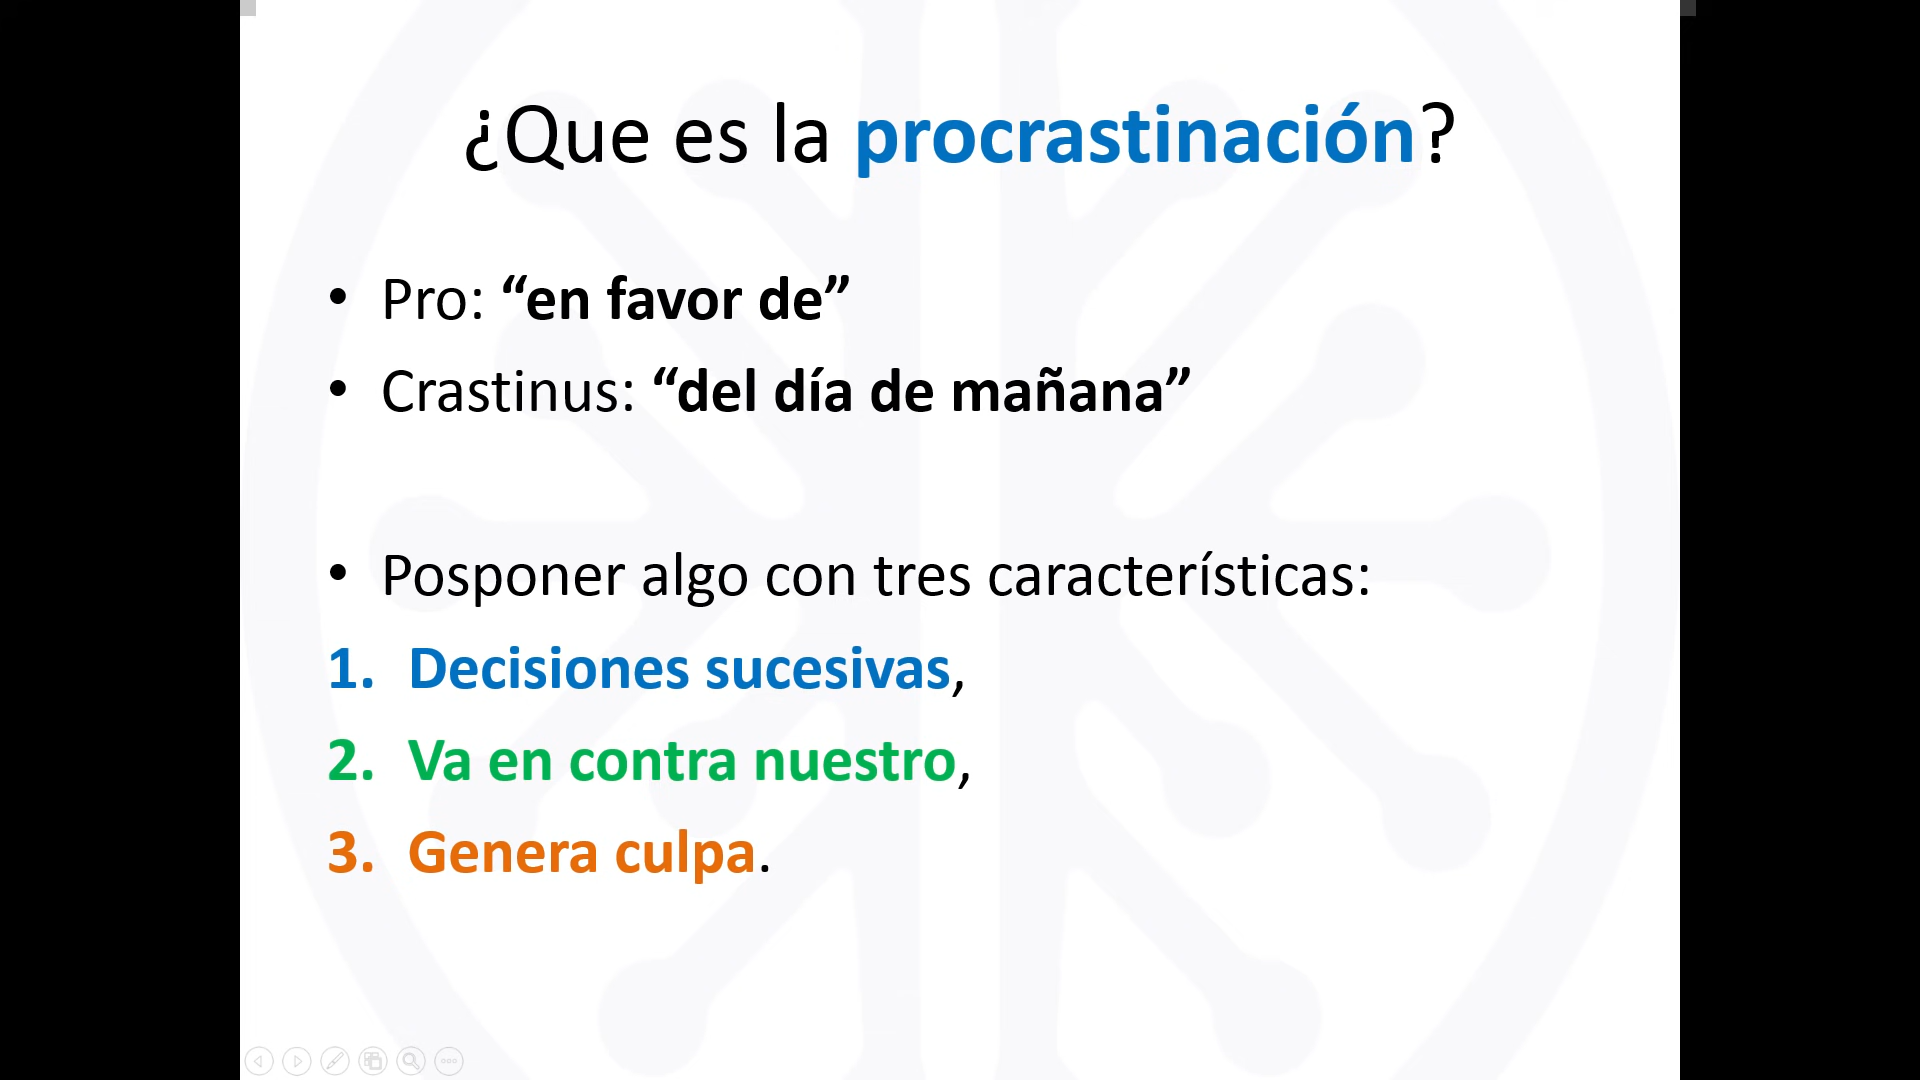 ¿Que es la procrastinación?
• Pro: “en favor de”
• Crastinus: “del día de mañana”
• Posponer algo con tres características:
1. Decisiones sucesivas,
2. Va en contra nuestro,
3. Genera culpa.